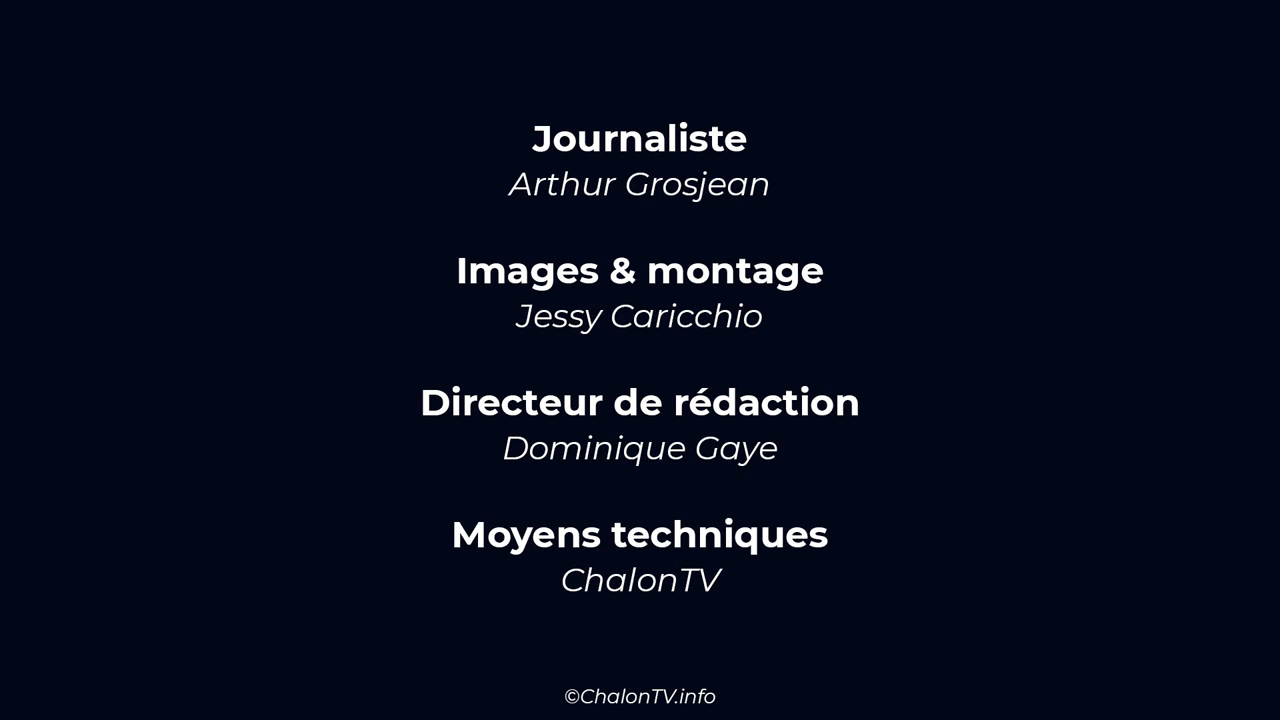 Journaliste
Arthur Grosjean
Images & montage
Jessy Caricchio
Directeur de rédaction
Dominique Gaye
Moyens techniques
ChalonTV
©ChalonTV.info